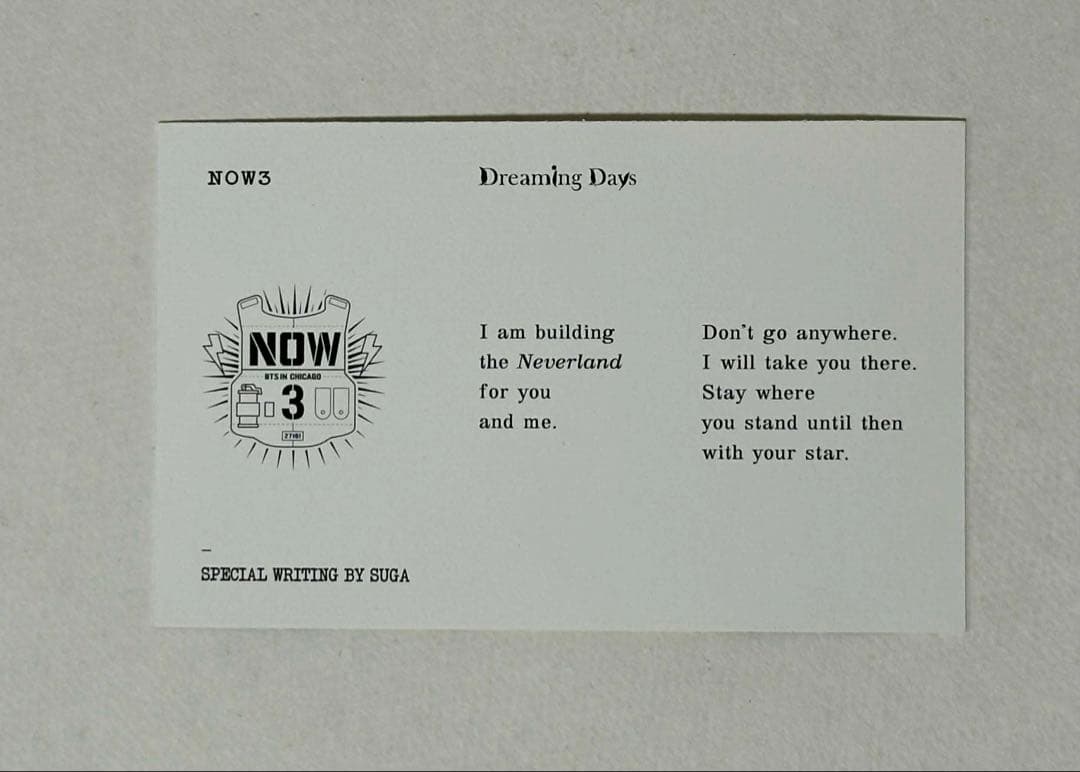 NOW3
Dreaming Days
NOW
BTS IN CHICAGO
3
I am building
the Neverland
for you
and me.
Don't go anywhere.
I will take you there.
Stay where
you stand until then
with your star.
–
SPECIAL WRITING BY SUGA